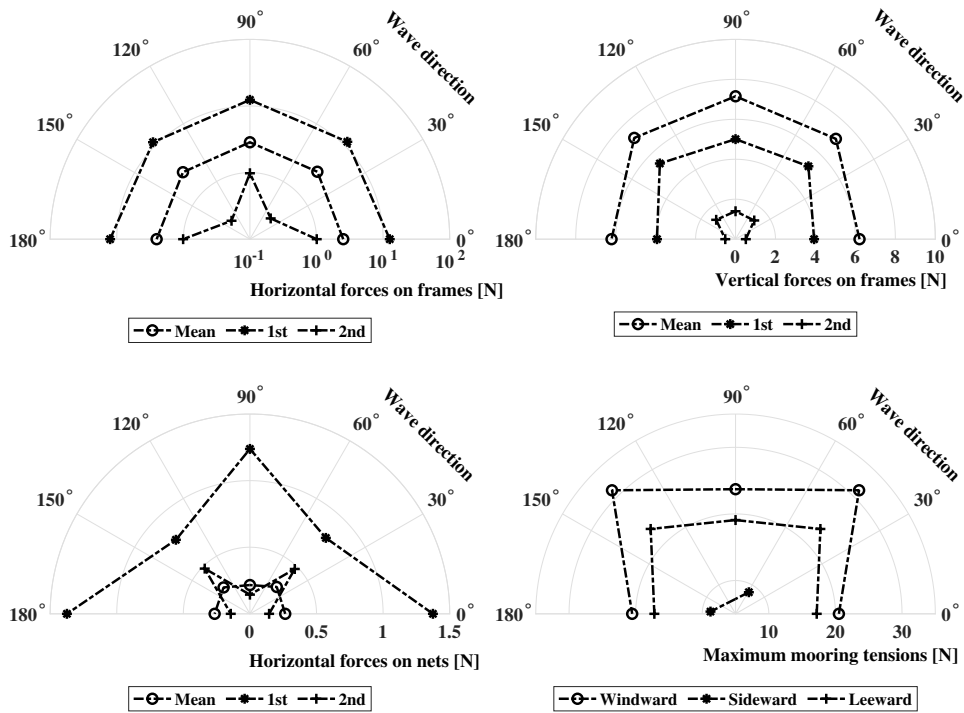 90°
120°
60°
Wave direction
150°
30°
180°
0°
10^-1 10^0 10^1 10^2
Horizontal forces on frames [N]
Mean 1st 2nd
90°
120°
60°
Wave direction
150°
30°
180°
0°
0 2 4 6 8 10
Vertical forces on frames [N]
Mean 1st 2nd
90°
120°
60°
Wave direction
150°
30°
180°
0°
0 0.5 1 1.5
Horizontal forces on nets [N]
Mean 1st 2nd
90°
120°
60°
Wave direction
150°
30°
180°
0°
10 20 30
Maximum mooring tensions [N]
Windward Sideward Leeward